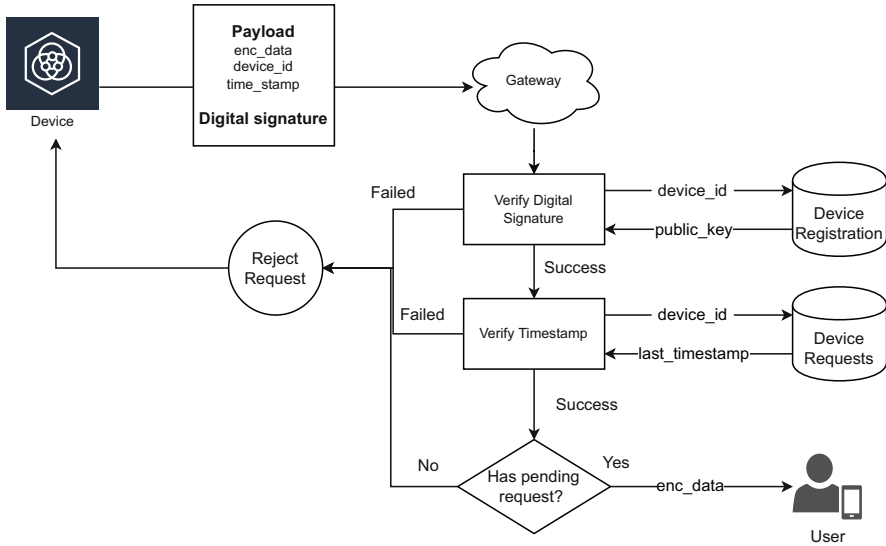 Payload
enc_data
device_id
time_stamp
Digital signature
Device
Gateway
Verify Digital
Signature
device_id
public_key
Device
Registration
Failed
Success
Reject
Request
Failed
Verify Timestamp
device_id
last_timestamp
Device
Requests
Success
No
Has pending
request?
Yes
enc_data
User